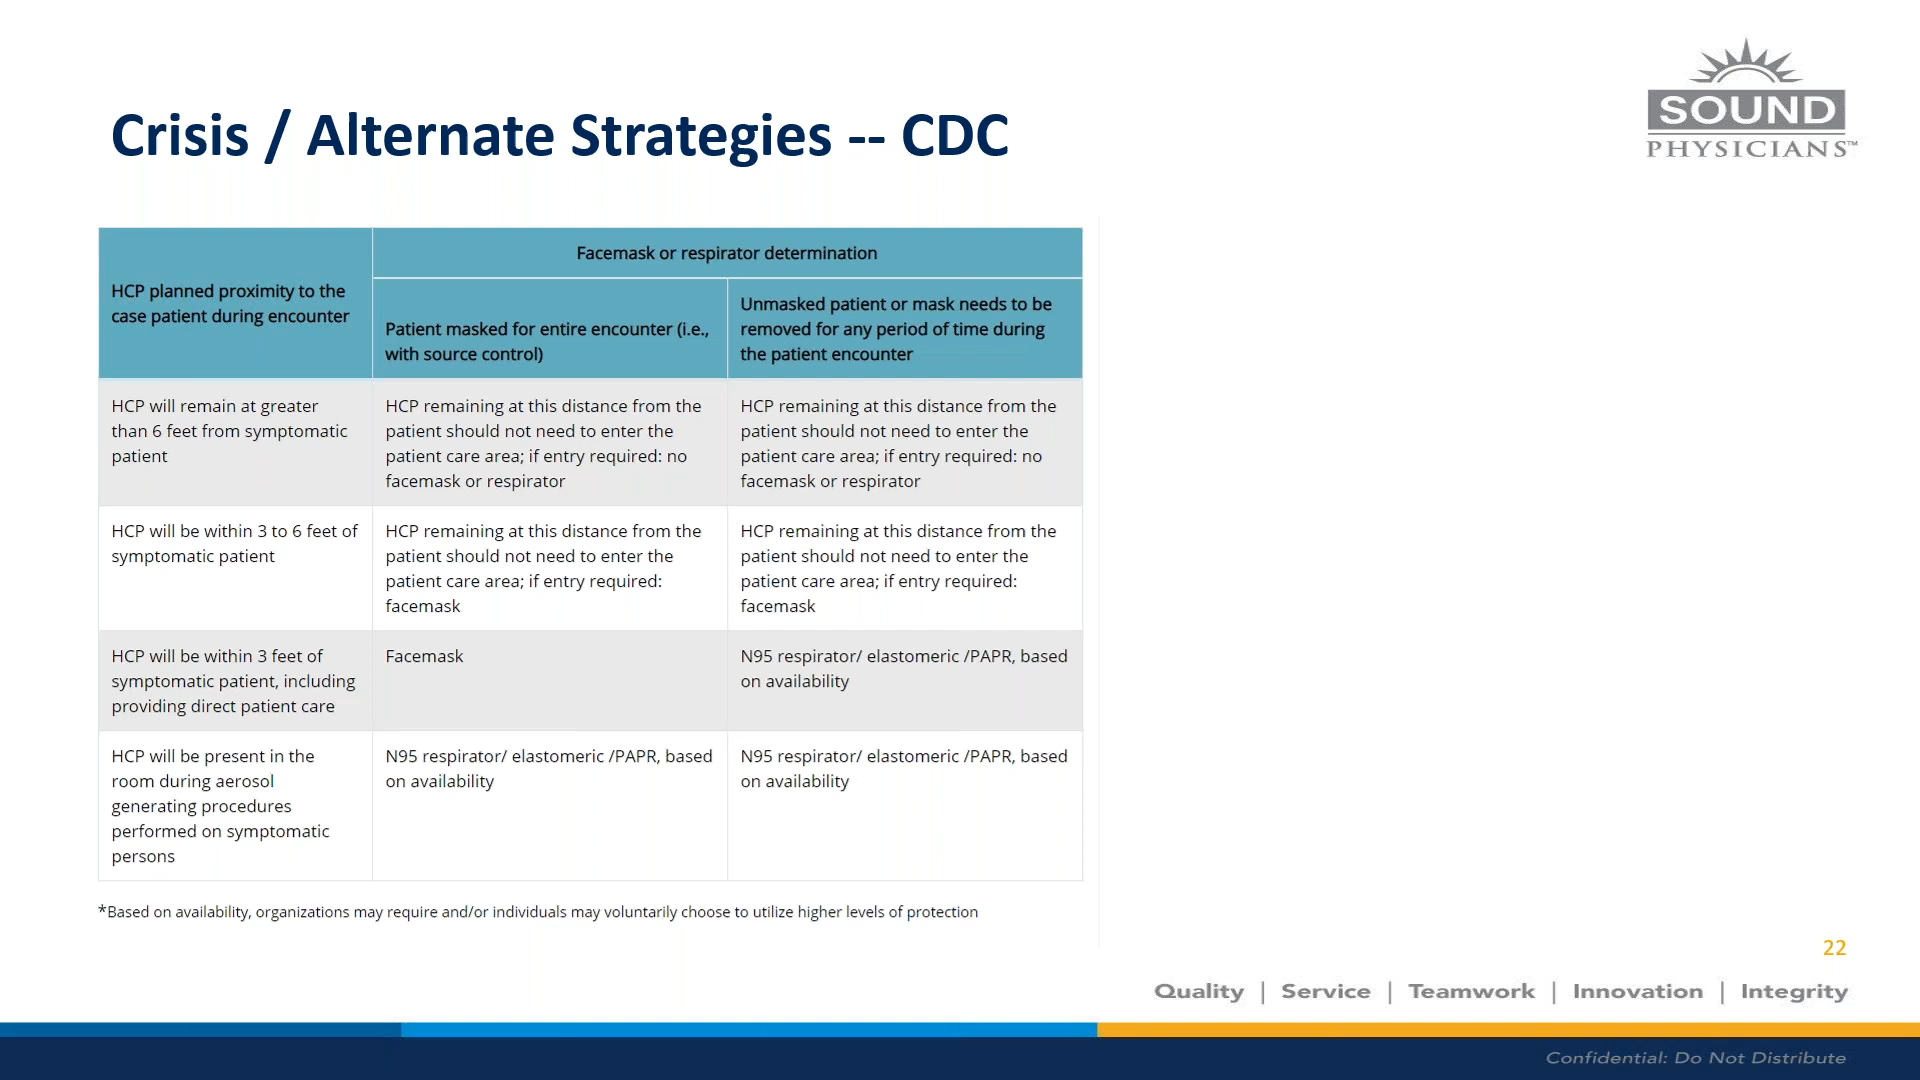 Crisis / Alternate Strategies -- CDC
SOUND
PHYSICIANS™
HCP planned proximity to the
case patient during encounter
Facemask or respirator determination
Patient masked for entire encounter (i.e.,
with source control)
Unmasked patient or mask needs to be
removed for any period of time during
the patient encounter
HCP will remain at greater
than 6 feet from symptomatic
patient
HCP remaining at this distance from the
patient should not need to enter the
patient care area; if entry required: no
facemask or respirator
HCP remaining at this distance from the
patient should not need to enter the
patient care area; if entry required: no
facemask or respirator
HCP will be within 3 to 6 feet of
symptomatic patient
HCP remaining at this distance from the
patient should not need to enter the
patient care area; if entry required:
facemask
HCP remaining at this distance from the
patient should not need to enter the
patient care area; if entry required:
facemask
HCP will be within 3 feet of
symptomatic patient, including
providing direct patient care
Facemask
N95 respirator/ elastomeric /PAPR, based
on availability
HCP will be present in the
room during aerosol
generating procedures
performed on symptomatic
persons
N95 respirator/ elastomeric /PAPR, based
on availability
N95 respirator/ elastomeric /PAPR, based
on availability
*Based on availability, organizations may require and/or individuals may voluntarily choose to utilize higher levels of protection
22
Quality | Service | Teamwork | Innovation | Integrity
Confidential: Do Not Distribute